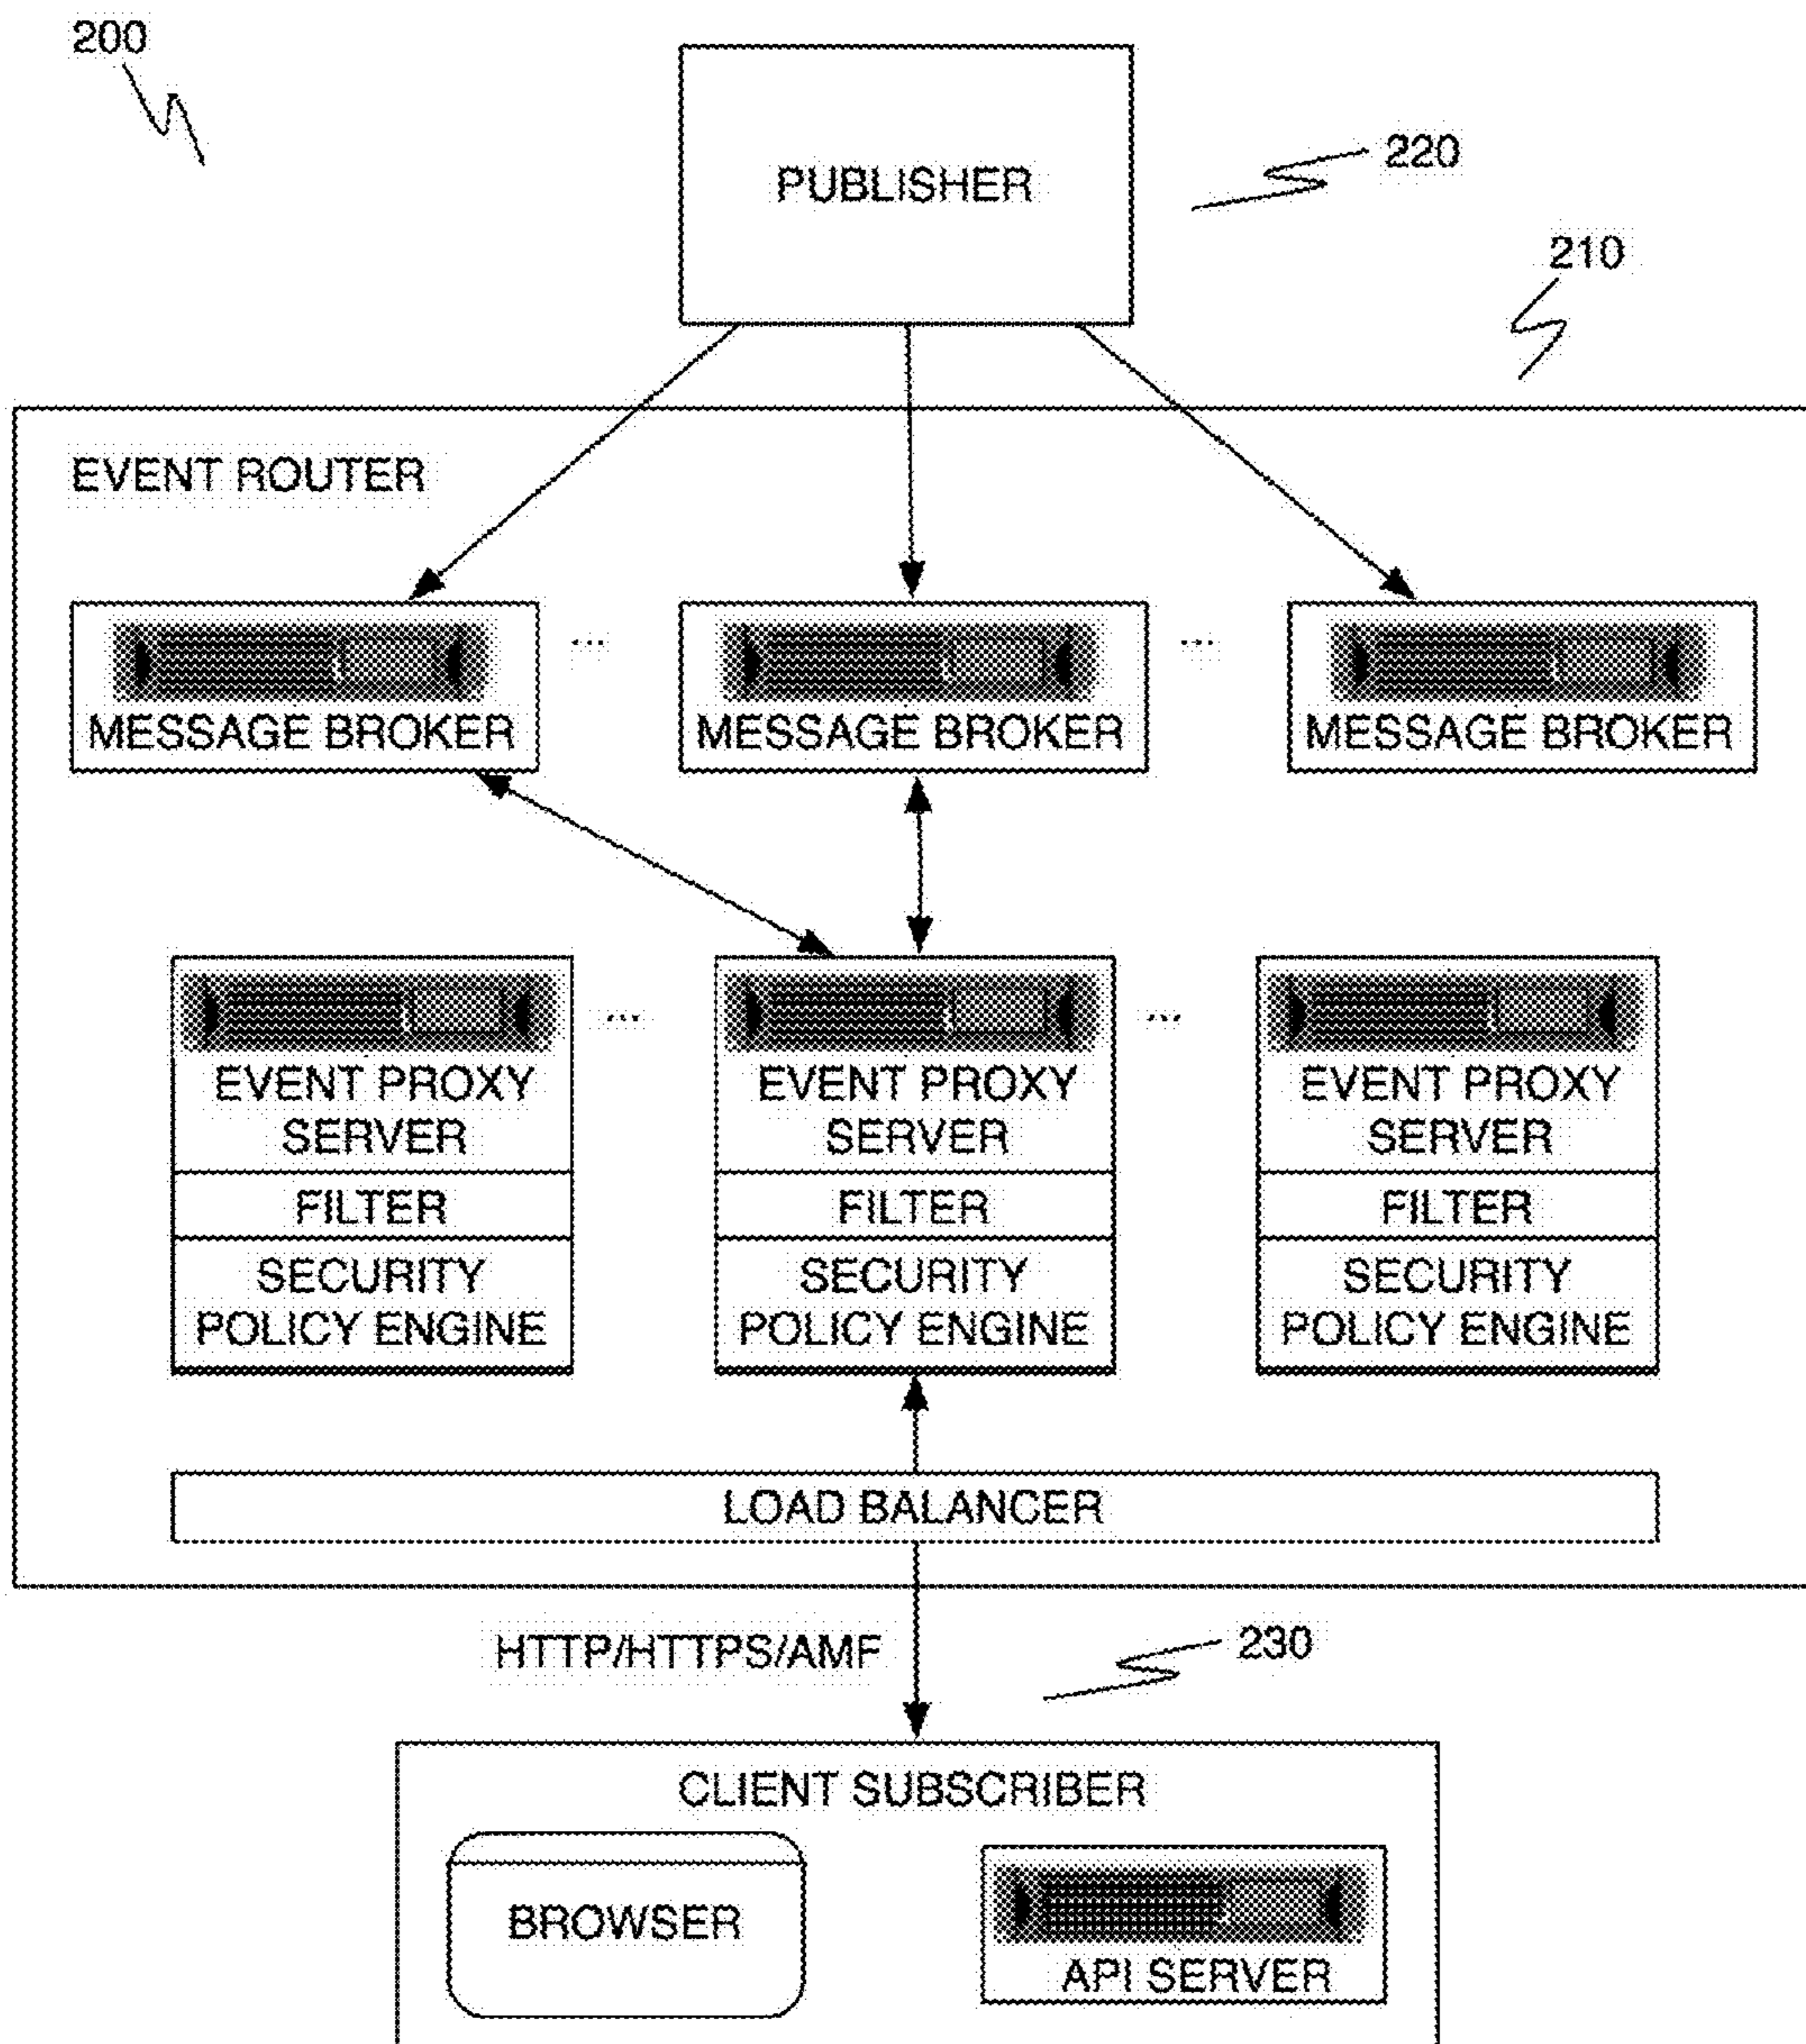 200
PUBLISHER
220
210
EVENT ROUTER
... ...
MESSAGE BROKER MESSAGE BROKER MESSAGE BROKER
... ...
EVENT PROXY EVENT PROXY EVENT PROXY
SERVER SERVER SERVER
FILTER FILTER FILTER
SECURITY SECURITY SECURITY
POLICY ENGINE POLICY ENGINE POLICY ENGINE
LOAD BALANCER
HTTP/HTTPS/AMF
230
CLIENT SUBSCRIBER
BROWSER
API SERVER